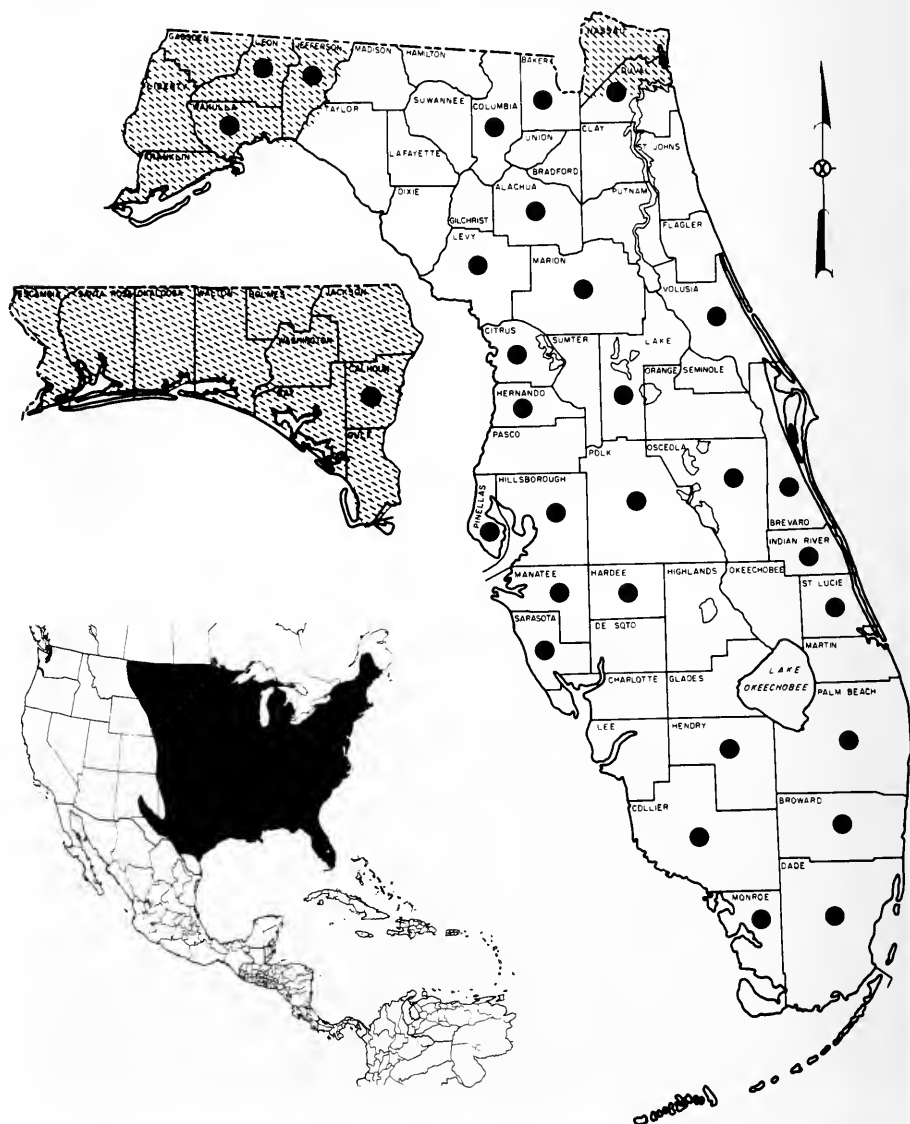 GADSDEN
LEON
JEFFERSON
MADISON
HAMILTON
NASSAU
BAKER
DUVAL
LIBERTY
WAKULLA
TAYLOR
SUWANNEE
COLUMBIA
CLAY
FRANKLIN
LAFAYETTE
UNION
ST JOHNS
BRADFORD
DIXIE
GILCHRIST
ALACHUA
PUTNAM
FLAGLER
LEVY
MARION
VOLUSIA
ESCAMBIA
SANTA ROSA
OKALOOSA
WALTON
HOLMES
JACKSON
WASHINGTON
CALHOUN
BAY
GULF
CITRUS
SUMTER
LAKE
ORANGE
SEMINOLE
HERNANDO
PASCO
POLK
OSCEOLA
PINELLAS
HILLSBOROUGH
BREVARD
INDIAN RIVER
MANATEE
HARDEE
HIGHLANDS
OKEECHOBEE
ST LUCIE
SARASOTA
DE SOTO
MARTIN
CHARLOTTE
GLADES
LAKE
OKEECHOBEE
PALM BEACH
LEE
HENDRY
COLLIER
BROWARD
DADE
MONROE